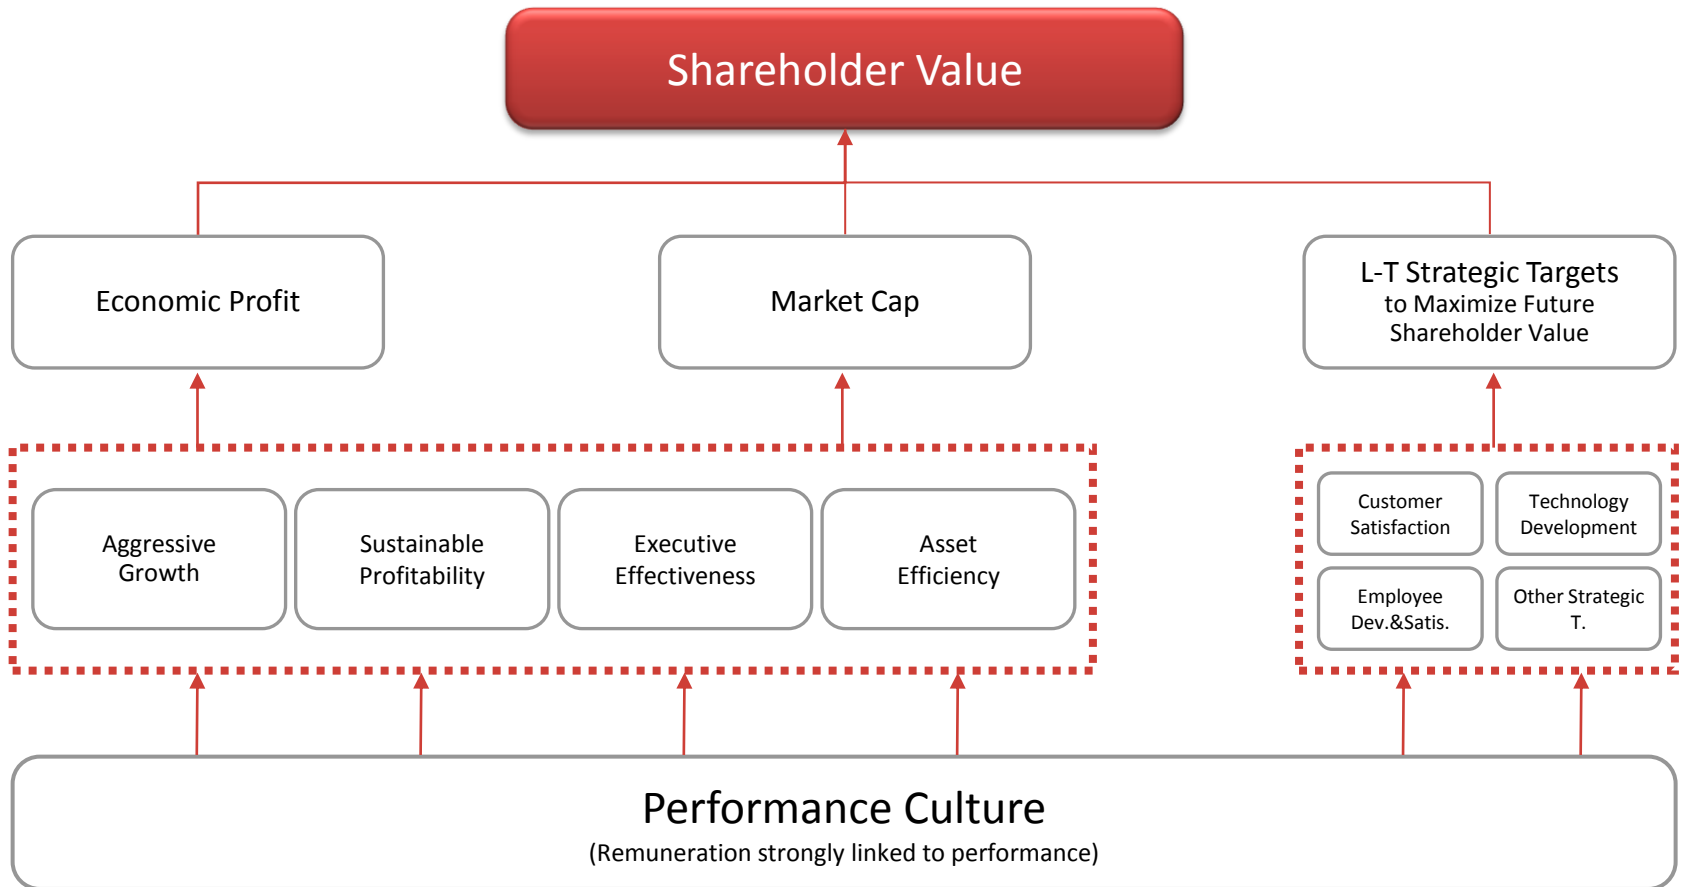 Shareholder Value
Economic Profit
Market Cap
L-T Strategic Targets
to Maximize Future
Shareholder Value
Aggressive
Growth
Sustainable
Profitability
Executive
Effectiveness
Asset
Efficiency
Customer
Satisfaction
Technology
Development
Employee
Dev.&Satis.
Other Strategic
T.
Performance Culture
(Remuneration strongly linked to performance)